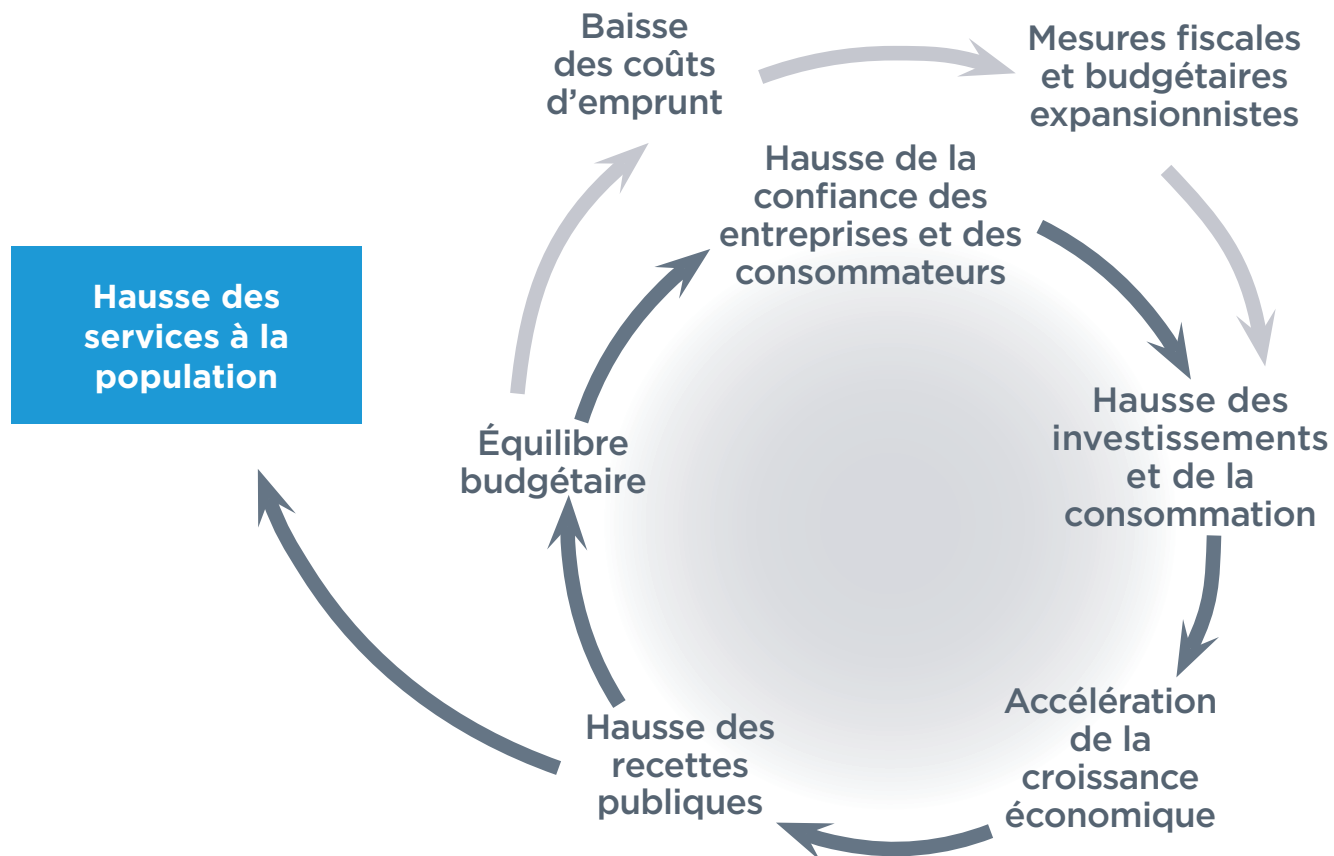 Baisse
des coûts
d’emprunt
Mesures fiscales
et budgétaires
expansionnistes
Hausse de la
confiance des
entreprises et des
consommateurs
Hausse des
services à la
population
Hausse des
investissements
et de la
consommation
Équilibre
budgétaire
Accélération
de la
croissance
économique
Hausse des
recettes
publiques